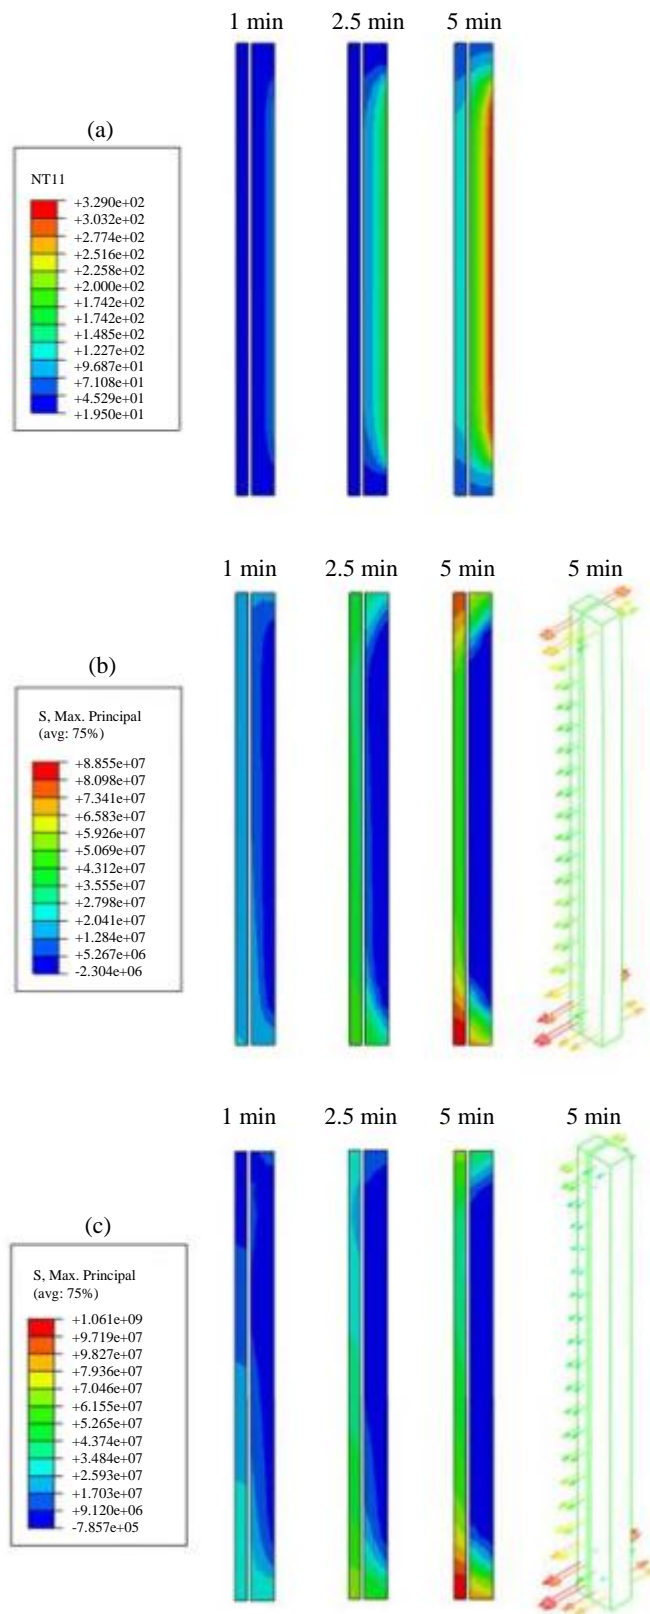 1 min 2.5 min 5 min
(a)
NT11
+3.290e+02
+3.032e+02
+2.774e+02
+2.516e+02
+2.258e+02
+2.000e+02
+1.742e+02
+1.742e+02
+1.485e+02
+1.227e+02
+9.687e+01
+7.108e+01
+4.529e+01
+1.950e+01
1 min 2.5 min 5 min 5 min
(b)
S, Max. Principal
(avg: 75%)
+8.855e+07
+8.098e+07
+7.341e+07
+6.583e+07
+5.926e+07
+5.069e+07
+4.312e+07
+3.555e+07
+2.798e+07
+2.041e+07
+1.284e+07
+5.267e+06
-2.304e+06
1 min 2.5 min 5 min 5 min
(c)
S, Max. Principal
(avg: 75%)
+1.061e+09
+9.719e+07
+9.827e+07
+7.936e+07
+7.046e+07
+6.155e+07
+5.265e+07
+4.374e+07
+3.484e+07
+2.593e+07
+1.703e+07
+9.120e+06
-7.857e+05